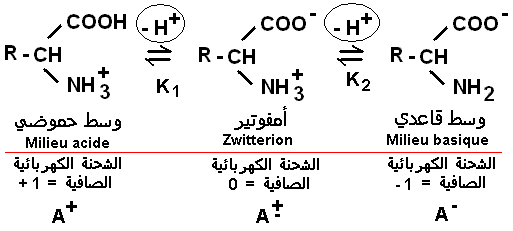 COOH - H⁺ COO⁻ - H⁺ COO⁻
R - CH ⇌ R - CH ⇌ R - CH
NH₃⁺ K₁ NH₃⁺ K₂ NH₂
وسط حموضي أمفوتير وسط قاعدي
Milieu acide Zwitterion Milieu basique
الشحنة الكهربائية الشحنة الكهربائية الشحنة الكهربائية
الصافية = 1+ الصافية = 0 الصافية = 1-
A⁺ A± A⁻